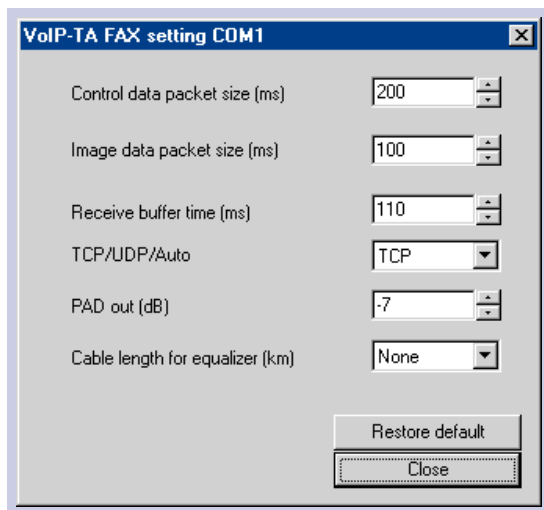 VoIP-TA FAX setting COM1
Control data packet size (ms) 200
Image data packet size (ms) 100
Receive buffer time (ms) 110
TCP/UDP/Auto TCP
PAD out (dB) -7
Cable length for equalizer (km) None
Restore default
Close